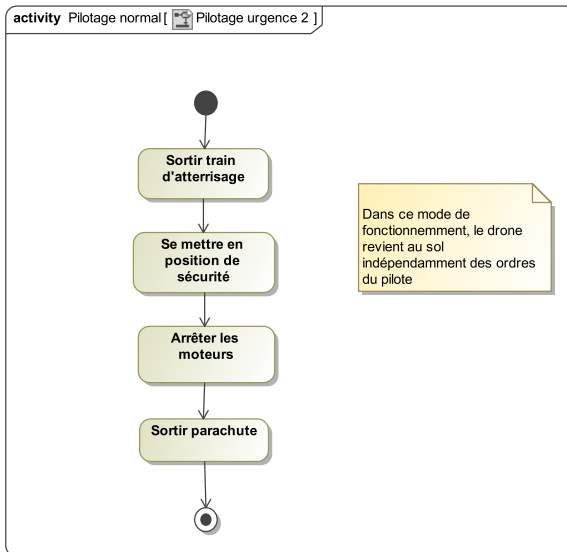 activity Pilotage normal [ Pilotage urgence 2 ]
Sortir train
d'atterrisage
Se mettre en
position de
sécurité
Arrêter les
moteurs
Sortir parachute
Dans ce mode de
fonctionnemment, le drone
revient au sol
indépendamment des ordres
du pilote